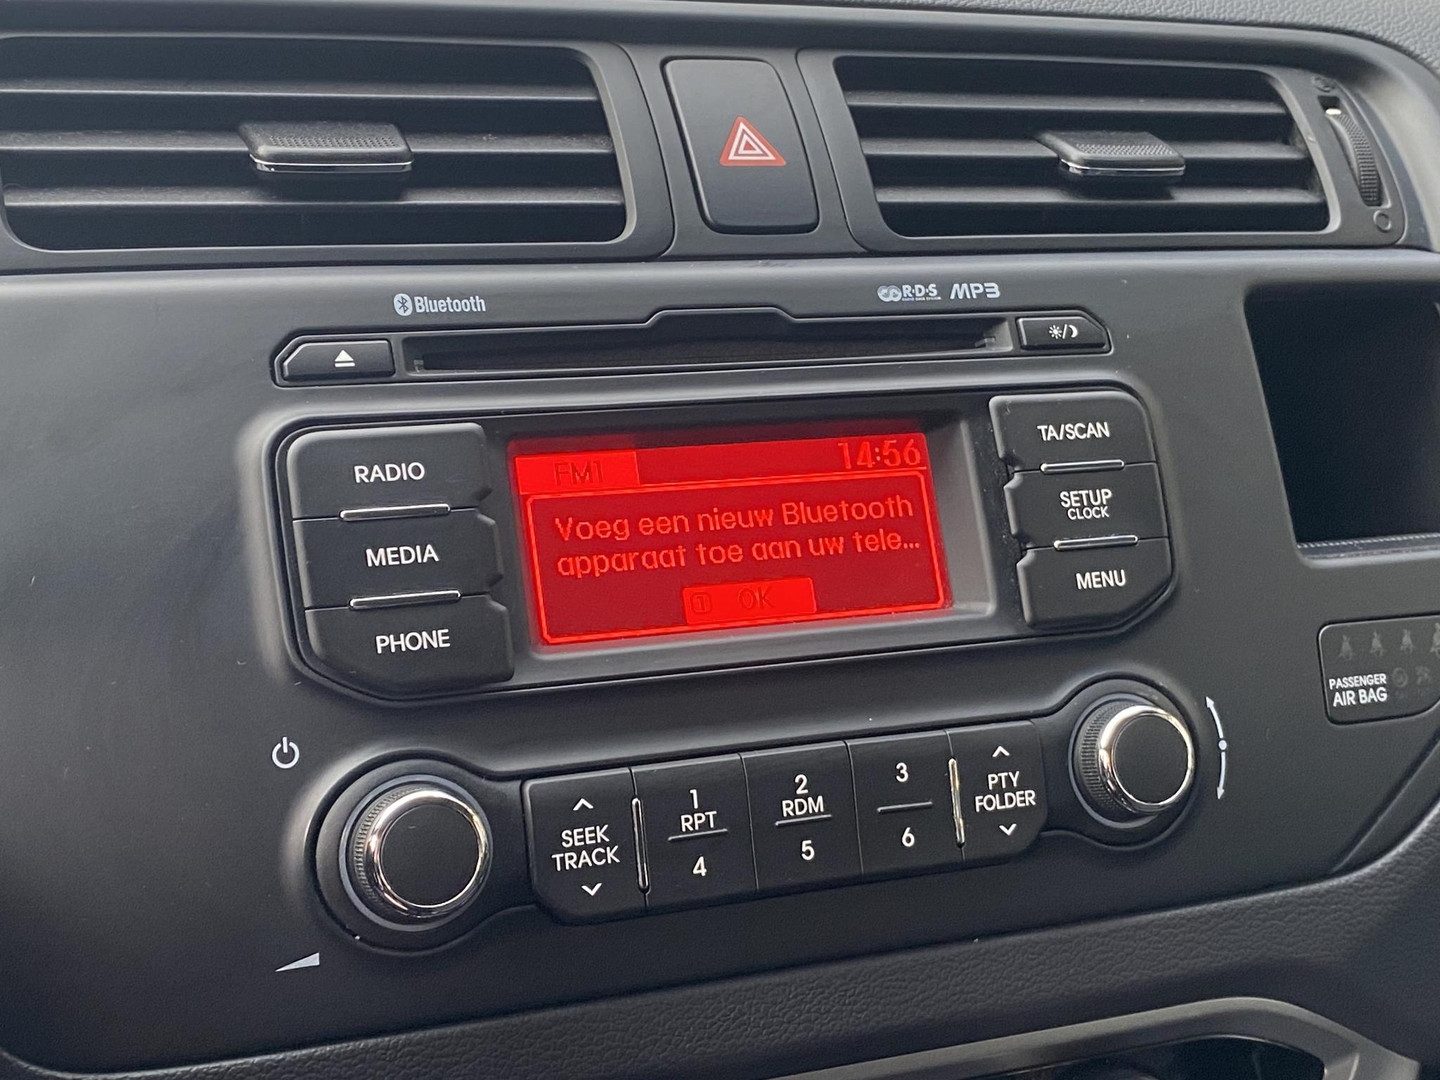 Bluetooth
R·D·S MP3
RADIO
MEDIA
PHONE
FM1 14:56
Voeg een nieuw Bluetooth
apparaat toe aan uw tele...
1 OK
TA/SCAN
SETUP
CLOCK
MENU
PASSENGER
AIR BAG
SEEK
TRACK
1
RPT
4
2
RDM
5
3
6
PTY
FOLDER